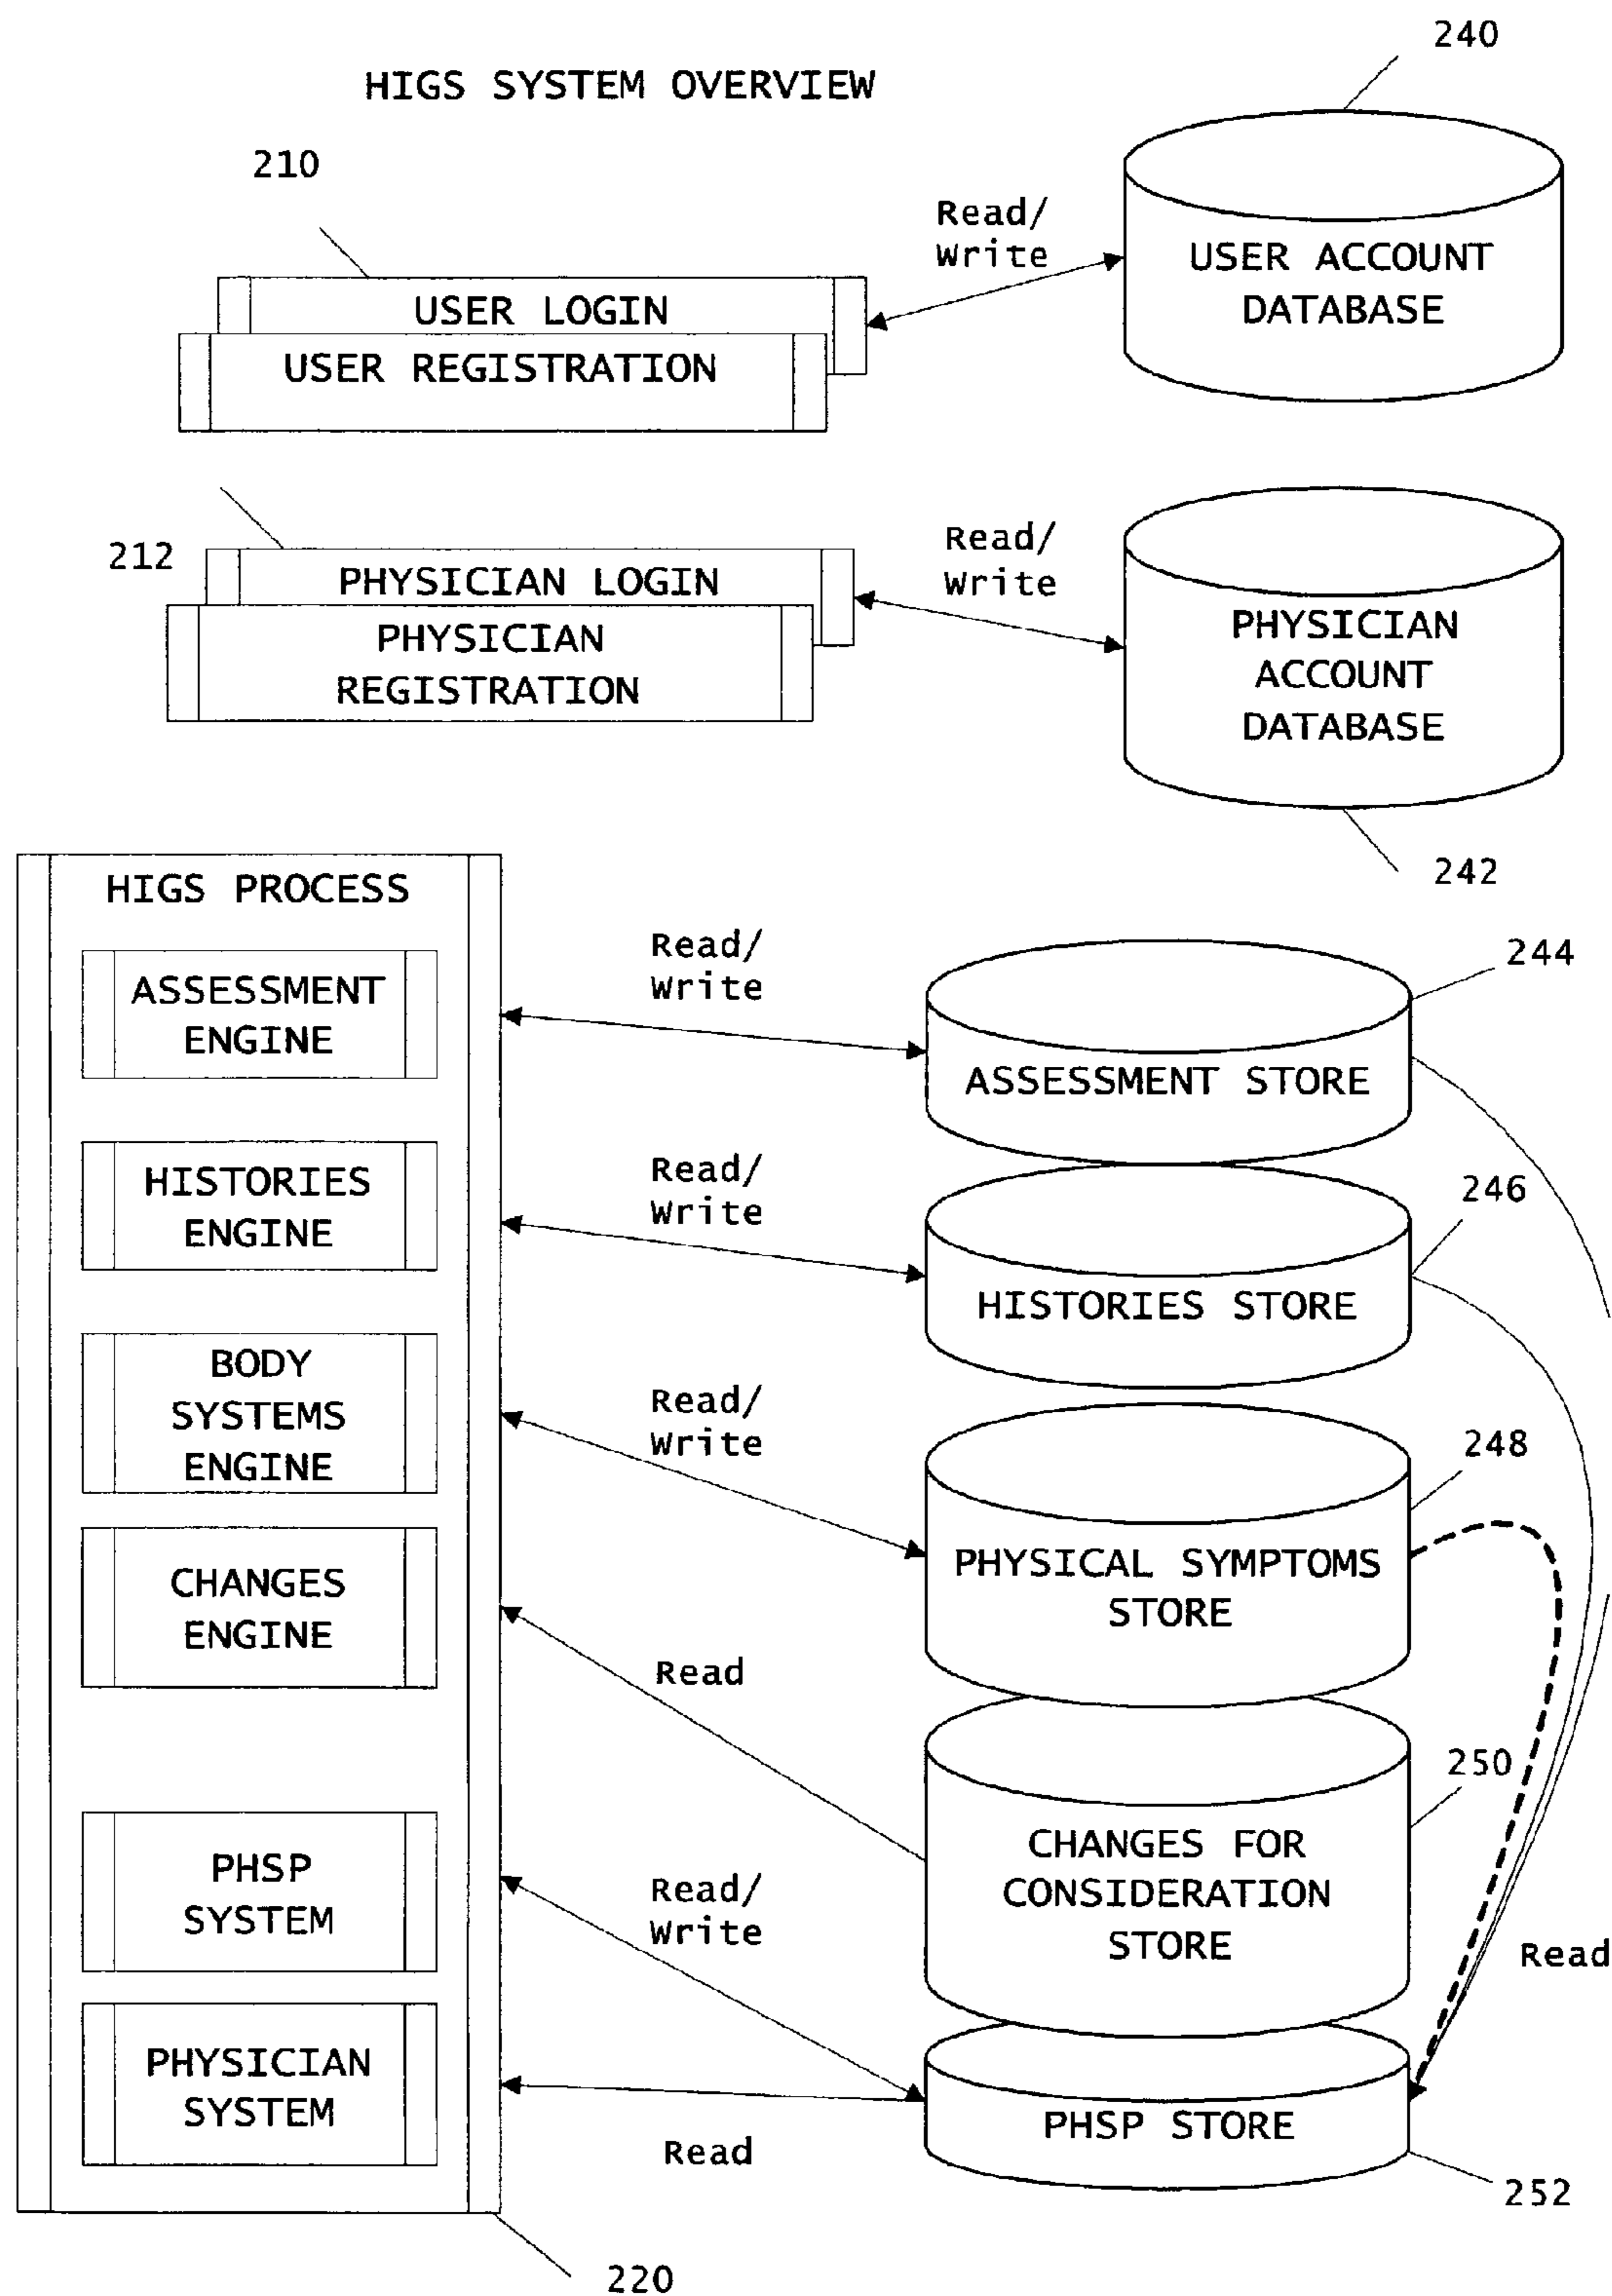 240
HIGS SYSTEM OVERVIEW
210
Read/
Write
USER ACCOUNT
DATABASE
USER LOGIN
USER REGISTRATION
212
Read/
Write
PHYSICIAN LOGIN
PHYSICIAN
REGISTRATION
PHYSICIAN
ACCOUNT
DATABASE
242
HIGS PROCESS
ASSESSMENT
ENGINE
Read/
Write
244
ASSESSMENT STORE
HISTORIES
ENGINE
Read/
Write
246
HISTORIES STORE
BODY
SYSTEMS
ENGINE
Read/
Write
248
PHYSICAL SYMPTOMS
STORE
CHANGES
ENGINE
Read
250
CHANGES FOR
CONSIDERATION
STORE
PHSP
SYSTEM
Read/
Write
Read
PHYSICIAN
SYSTEM
Read
PHSP STORE
252
220